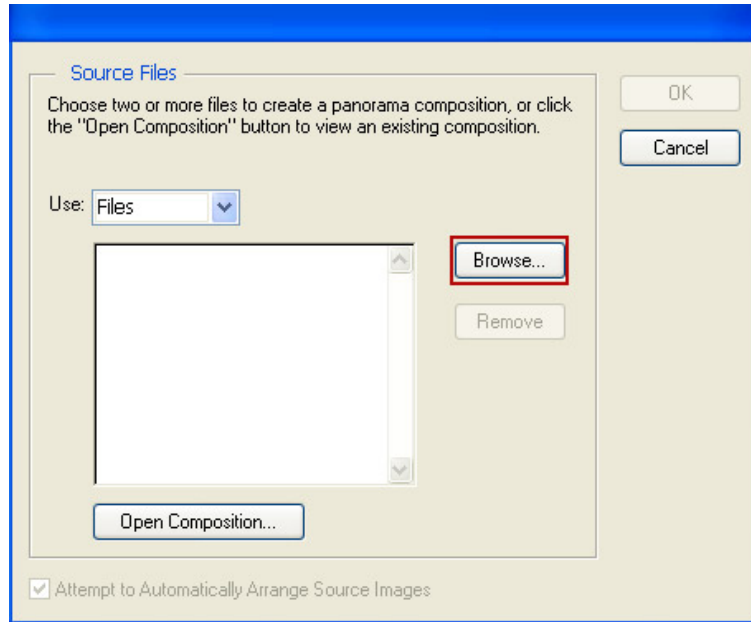 Source Files
Choose two or more files to create a panorama composition, or click
the "Open Composition" button to view an existing composition.
OK
Cancel
Use: Files
Browse...
Remove
Open Composition...
Attempt to Automatically Arrange Source Images